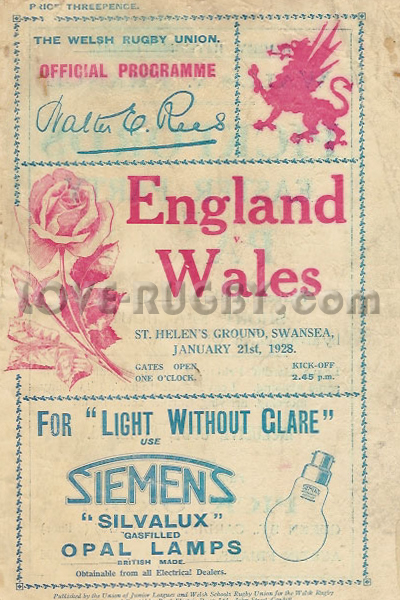 PRICE THREEPENCE.
THE WELSH RUGBY UNION.
OFFICIAL PROGRAMME
Walter E. Rees
England
v.
Wales
LOVE-RUGBY.com
ST. HELEN'S GROUND, SWANSEA,
JANUARY 21st, 1928.
GATES OPEN
ONE O'CLOCK.
KICK-OFF
2.45 p.m.
FOR "LIGHT WITHOUT GLARE"
USE
SIEMENS
"SILVALUX"
GASFILLED
OPAL LAMPS
BRITISH MADE.
Obtainable from all Electrical Dealers.
SIEMENS
Published by the Union of Junior Leagues and Welsh Schools Rugby Union for the Welsh Rugby